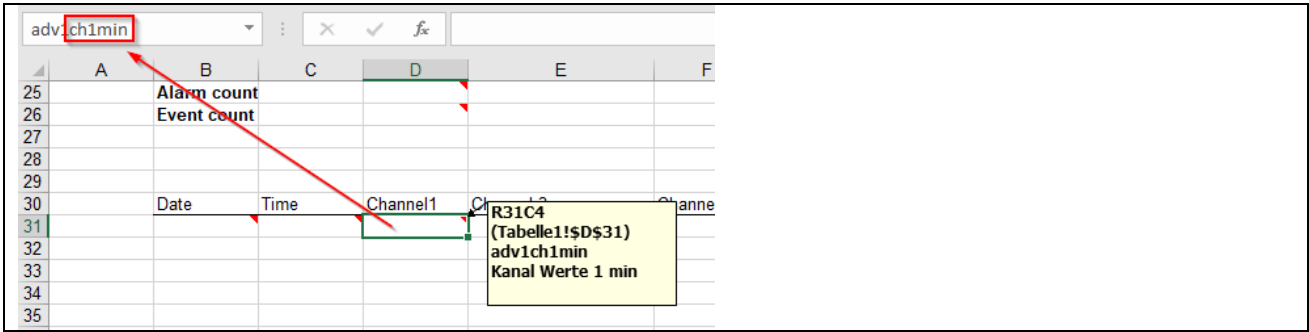 adv1ch1min fx
A B C D E F
25 Alarm count
26 Event count
27
28
29
30 Date Time Channel1 Channe
31 R31C4
(Tabelle1!$D$31)
32 adv1ch1min
33 Kanal Werte 1 min
34
35